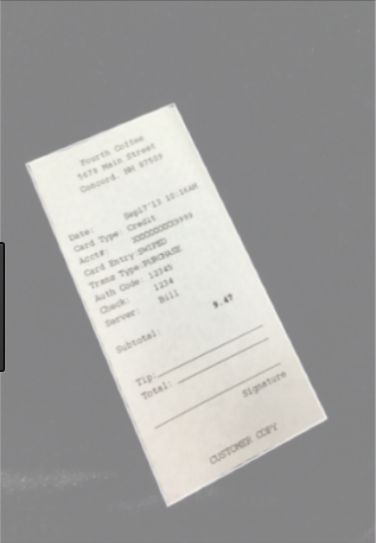 Fourth Coffee
5678 Main Street
Concord, NH 87509
Date: Sep17'13 10:16AM
Card Type: Credit
Acct#: XXXXXXXXXX9999
Card Entry:SWIPED
Trans Type:PURCHASE
Auth Code: 12345
Check: 1234
Server: Bill
Subtotal: 9.47
Tip:
Total:
Signature
CUSTOMER COPY